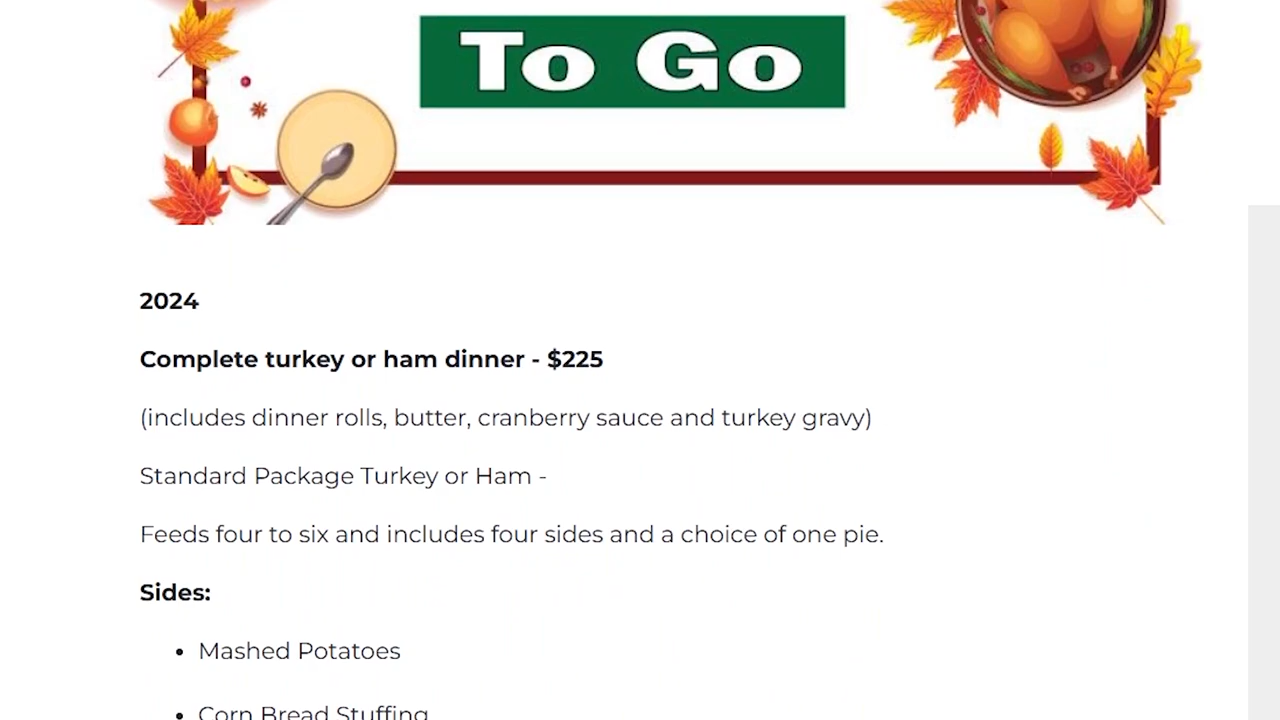 To Go
2024
Complete turkey or ham dinner - $225
(includes dinner rolls, butter, cranberry sauce and turkey gravy)
Standard Package Turkey or Ham -
Feeds four to six and includes four sides and a choice of one pie.
Sides:
• Mashed Potatoes
• Corn Bread Stuffing